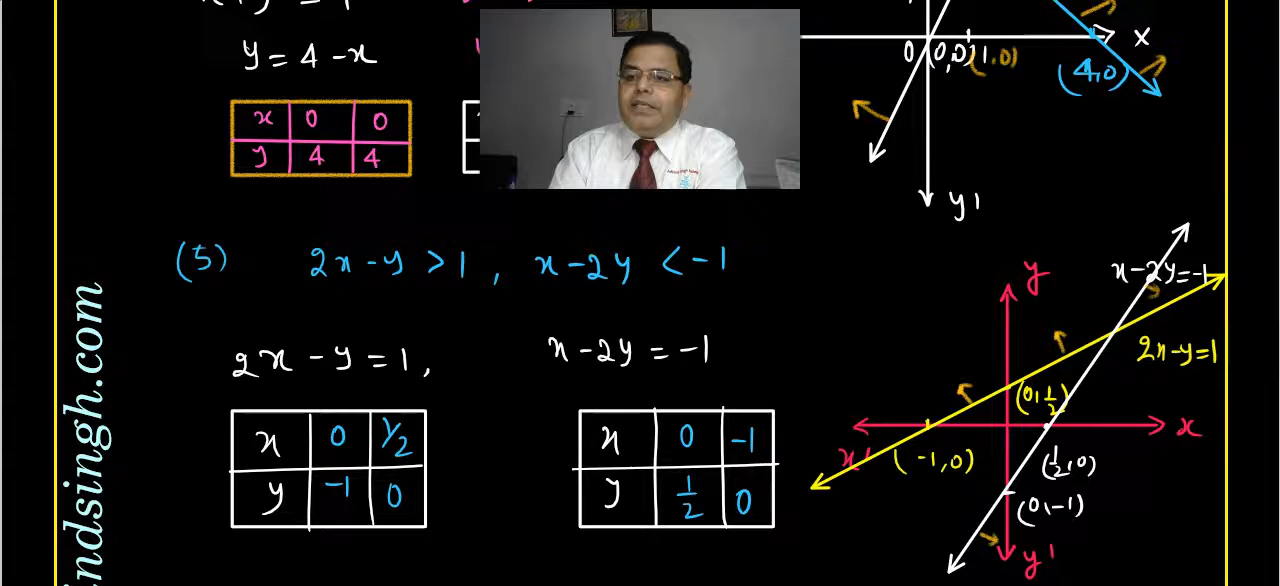 y = 4 - x
x 0 0
y 4 4
0 (0,0) 1 (1,0)
(4,0)
x
y'
(5) 2x - y > 1, x - 2y < -1
2x - y = 1, x - 2y = -1
x 0 1/2
y -1 0
x 0 -1
y 1/2 0
y
x - 2y = -1
2x - y = 1
(0, 1/2)
x' x
(-1,0)
(1/2, 0)
(0, -1)
y'
indsingh.com